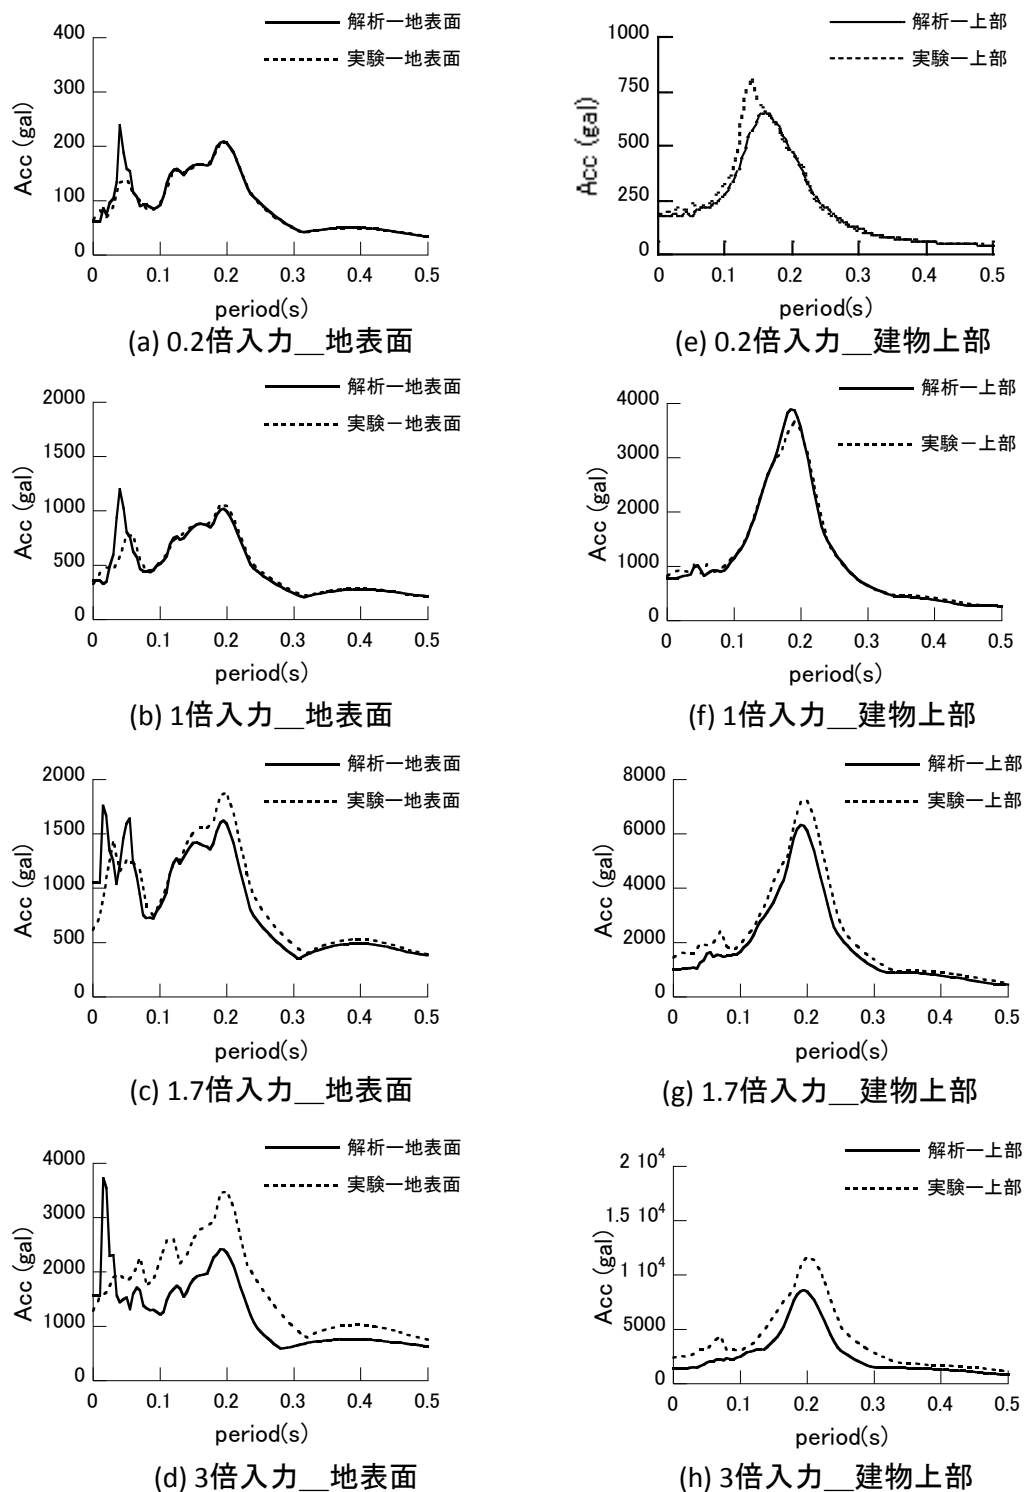 解析ー地表面
実験ー地表面
400
300
200
100
0
Acc (gal)
0 0.1 0.2 0.3 0.4 0.5
period(s)
(a) 0.2倍入力__地表面
解析ー上部
実験ー上部
1000
750
500
250
0
Acc (gal)
0 0.1 0.2 0.3 0.4 0.5
period(s)
(e) 0.2倍入力__建物上部
解析ー地表面
実験ー地表面
2000
1500
1000
500
0
Acc (gal)
0 0.1 0.2 0.3 0.4 0.5
period(s)
(b) 1倍入力__地表面
解析ー上部
実験ー上部
4000
3000
2000
1000
0
Acc (gal)
0 0.1 0.2 0.3 0.4 0.5
period(s)
(f) 1倍入力__建物上部
解析ー地表面
実験ー地表面
2000
1500
1000
500
0
Acc (gal)
0 0.1 0.2 0.3 0.4 0.5
period(s)
(c) 1.7倍入力__地表面
解析ー上部
実験ー上部
8000
6000
4000
2000
0
Acc (gal)
0 0.1 0.2 0.3 0.4 0.5
period(s)
(g) 1.7倍入力__建物上部
解析ー地表面
実験ー地表面
4000
3000
2000
1000
0
Acc (gal)
0 0.1 0.2 0.3 0.4 0.5
period(s)
(d) 3倍入力__地表面
解析ー上部
実験ー上部
2 10⁴
1.5 10⁴
1 10⁴
5000
0
Acc (gal)
0 0.1 0.2 0.3 0.4 0.5
period(s)
(h) 3倍入力__建物上部